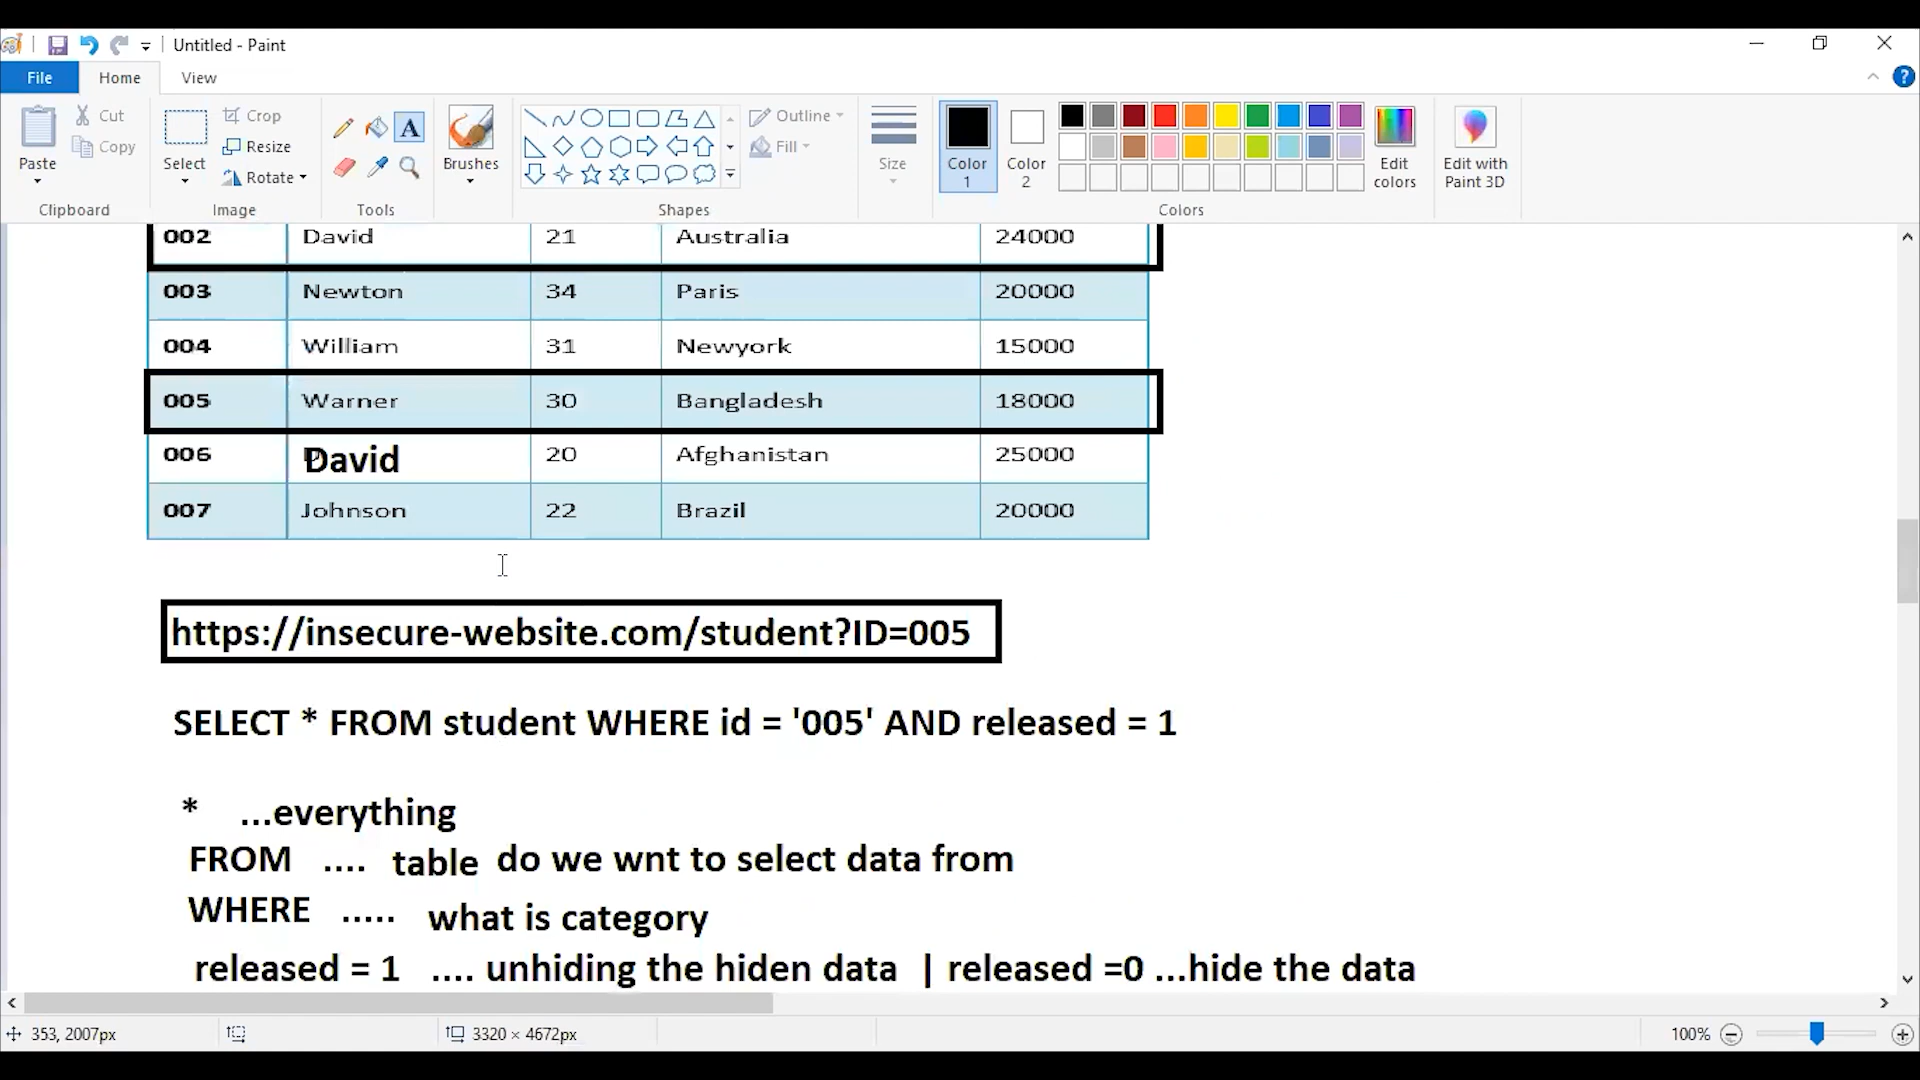 Untitled - Paint
File Home View
Paste Cut Copy Select Crop Resize Rotate A Brushes Outline Fill Size Color 1 Color 2 Edit colors Edit with Paint 3D
Clipboard Image Tools Shapes Colors
002 David 21 Australia 24000
003 Newton 34 Paris 20000
004 William 31 Newyork 15000
005 Warner 30 Bangladesh 18000
006 David 20 Afghanistan 25000
007 Johnson 22 Brazil 20000
https://insecure-website.com/student?ID=005
SELECT * FROM student WHERE id = '005' AND released = 1
* ...everything
FROM .... table do we wnt to select data from
WHERE ..... what is category
released = 1 .... unhiding the hiden data | released =0 ...hide the data
353, 2007px 3320 × 4672px 100%